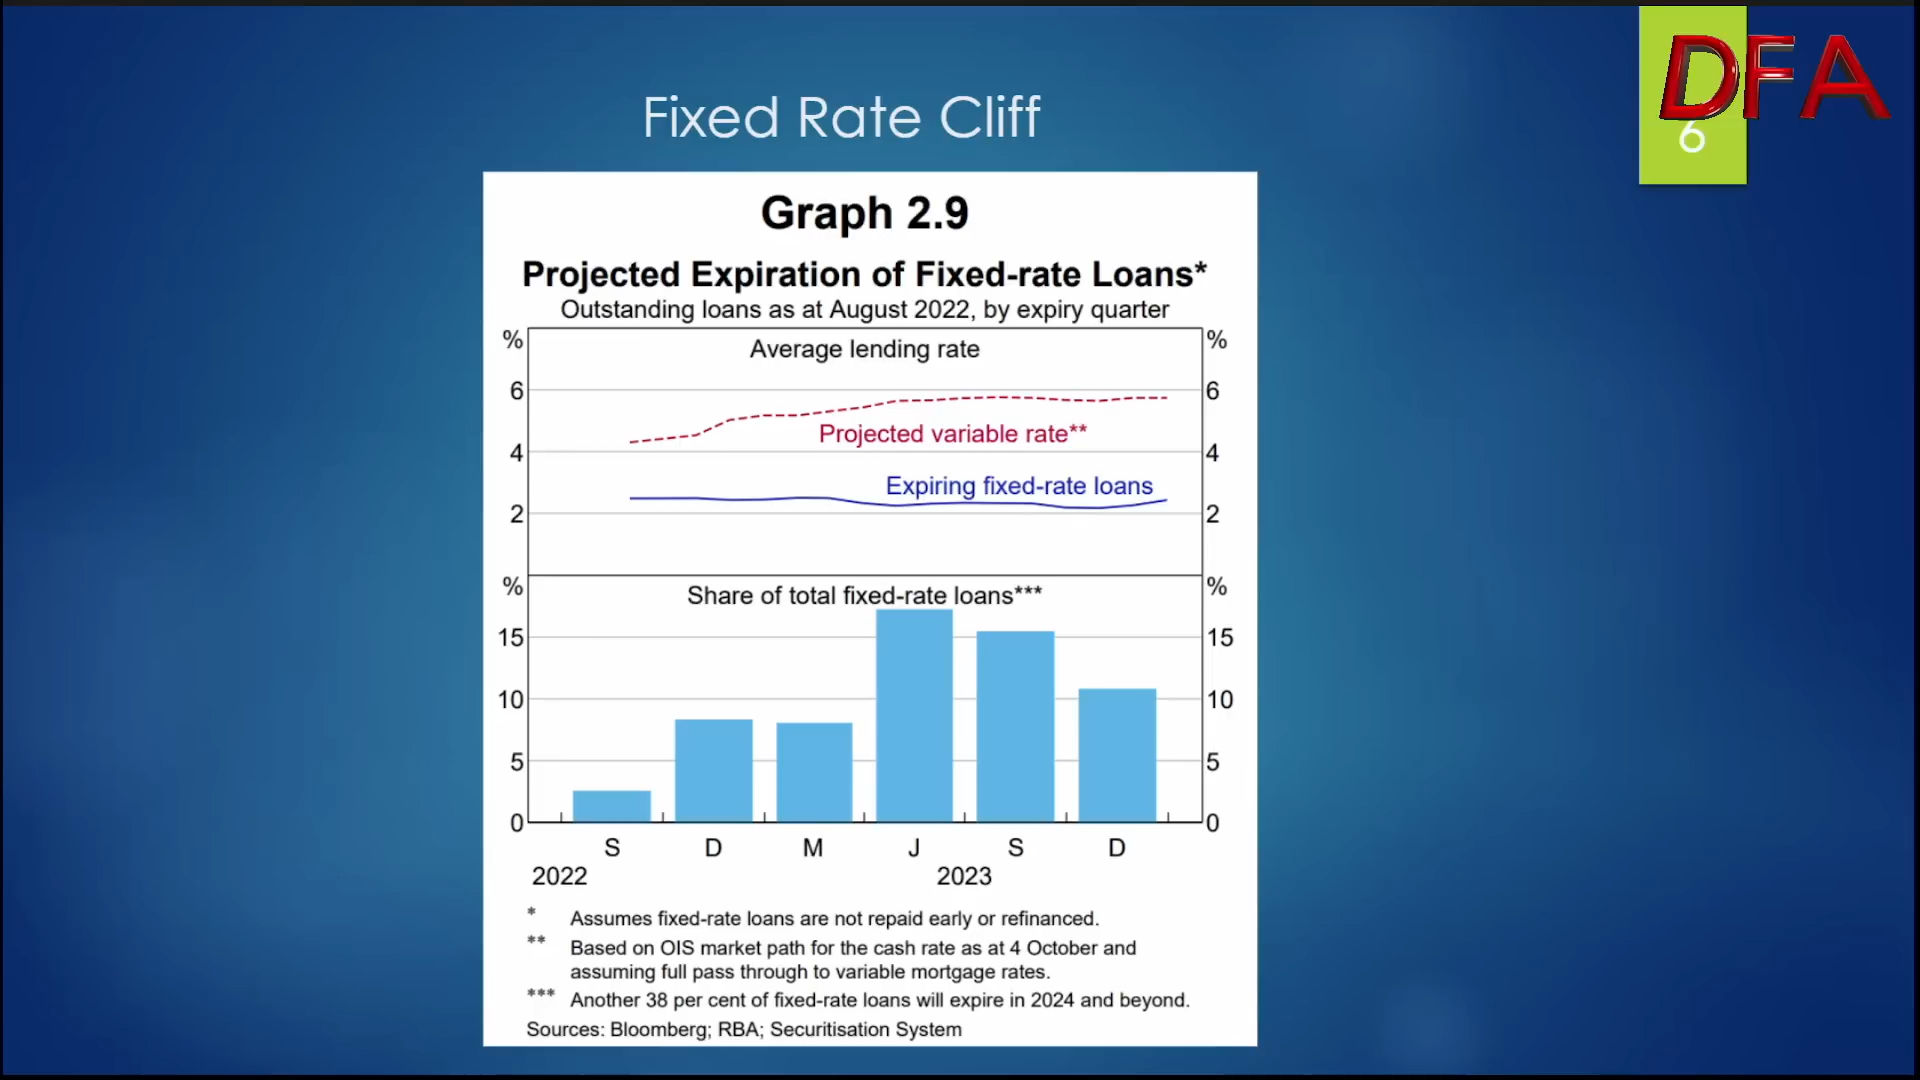 DFA
6
Fixed Rate Cliff
Graph 2.9
Projected Expiration of Fixed-rate Loans*
Outstanding loans as at August 2022, by expiry quarter
% %
Average lending rate
6 6
Projected variable rate**
4 4
Expiring fixed-rate loans
2 2
% %
Share of total fixed-rate loans***
15 15
10 10
5 5
0 0
S D M J S D
2022 2023
* Assumes fixed-rate loans are not repaid early or refinanced.
** Based on OIS market path for the cash rate as at 4 October and
assuming full pass through to variable mortgage rates.
*** Another 38 per cent of fixed-rate loans will expire in 2024 and beyond.
Sources: Bloomberg; RBA; Securitisation System